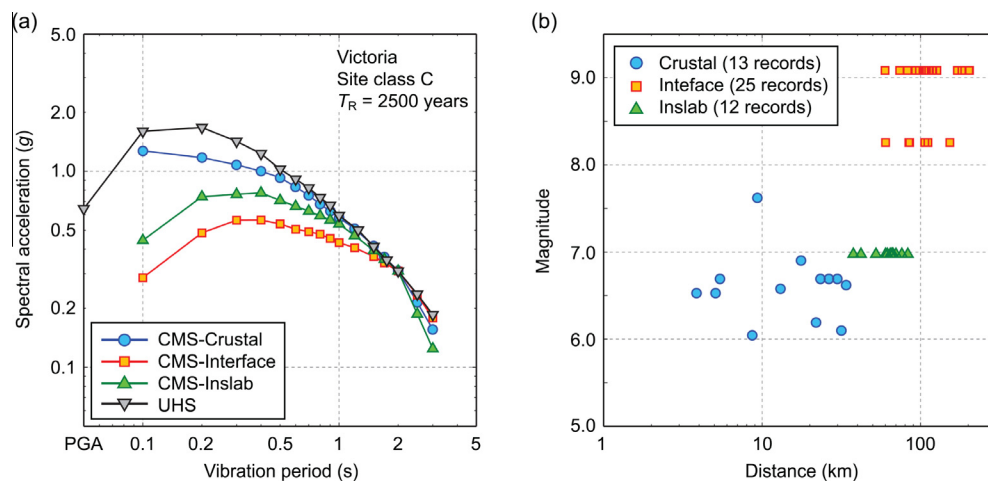 (a)
5.0
2.0
1.0
0.5
0.2
0.1
Spectral acceleration (g)
Victoria
Site class C
TR = 2500 years
CMS-Crustal
CMS-Interface
CMS-Inslab
UHS
PGA 0.1 0.2 0.5 1 2 5
Vibration period (s)
(b)
9.0
8.0
7.0
6.0
5.0
Magnitude
Crustal (13 records)
Inteface (25 records)
Inslab (12 records)
1 10 100
Distance (km)